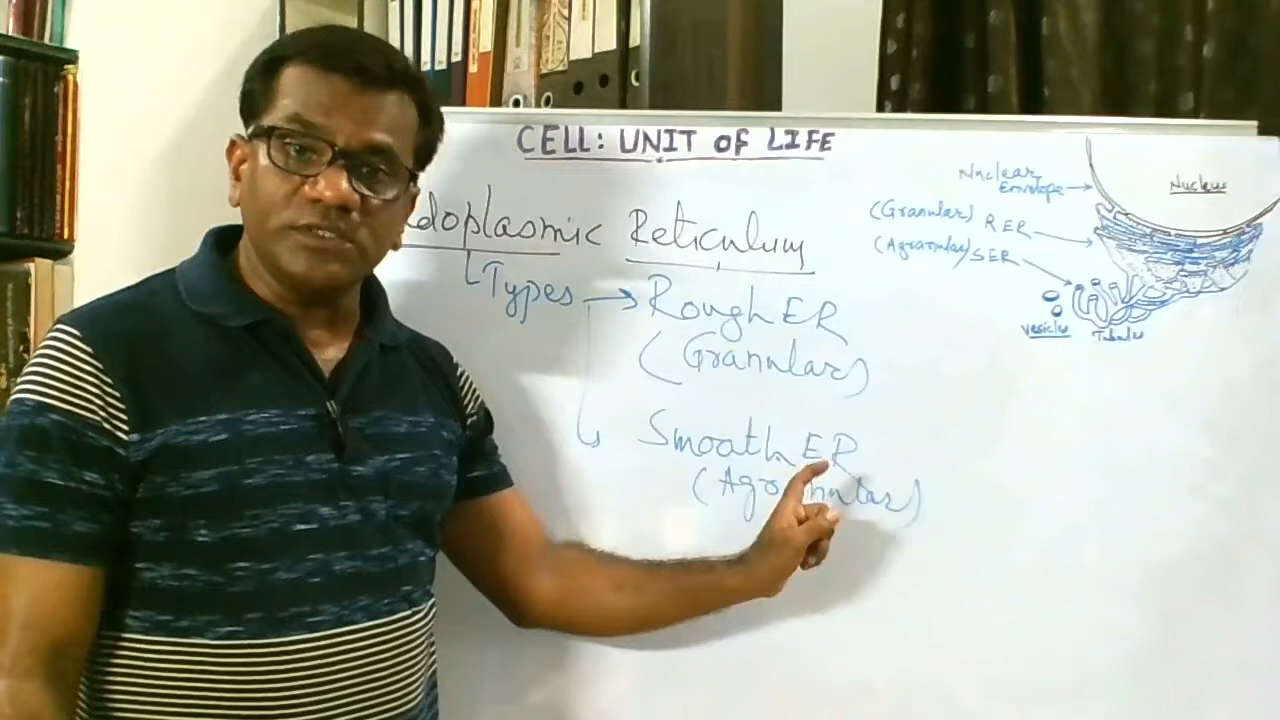 CELL: UNIT OF LIFE
doplasmic Reticulum
Types → Rough ER
(Granular)
Smooth ER
(Agranular)
Nuclear
Envelope →
Nucleus
(Granular) RER
(Agranular) SER
vesicles
Tubules